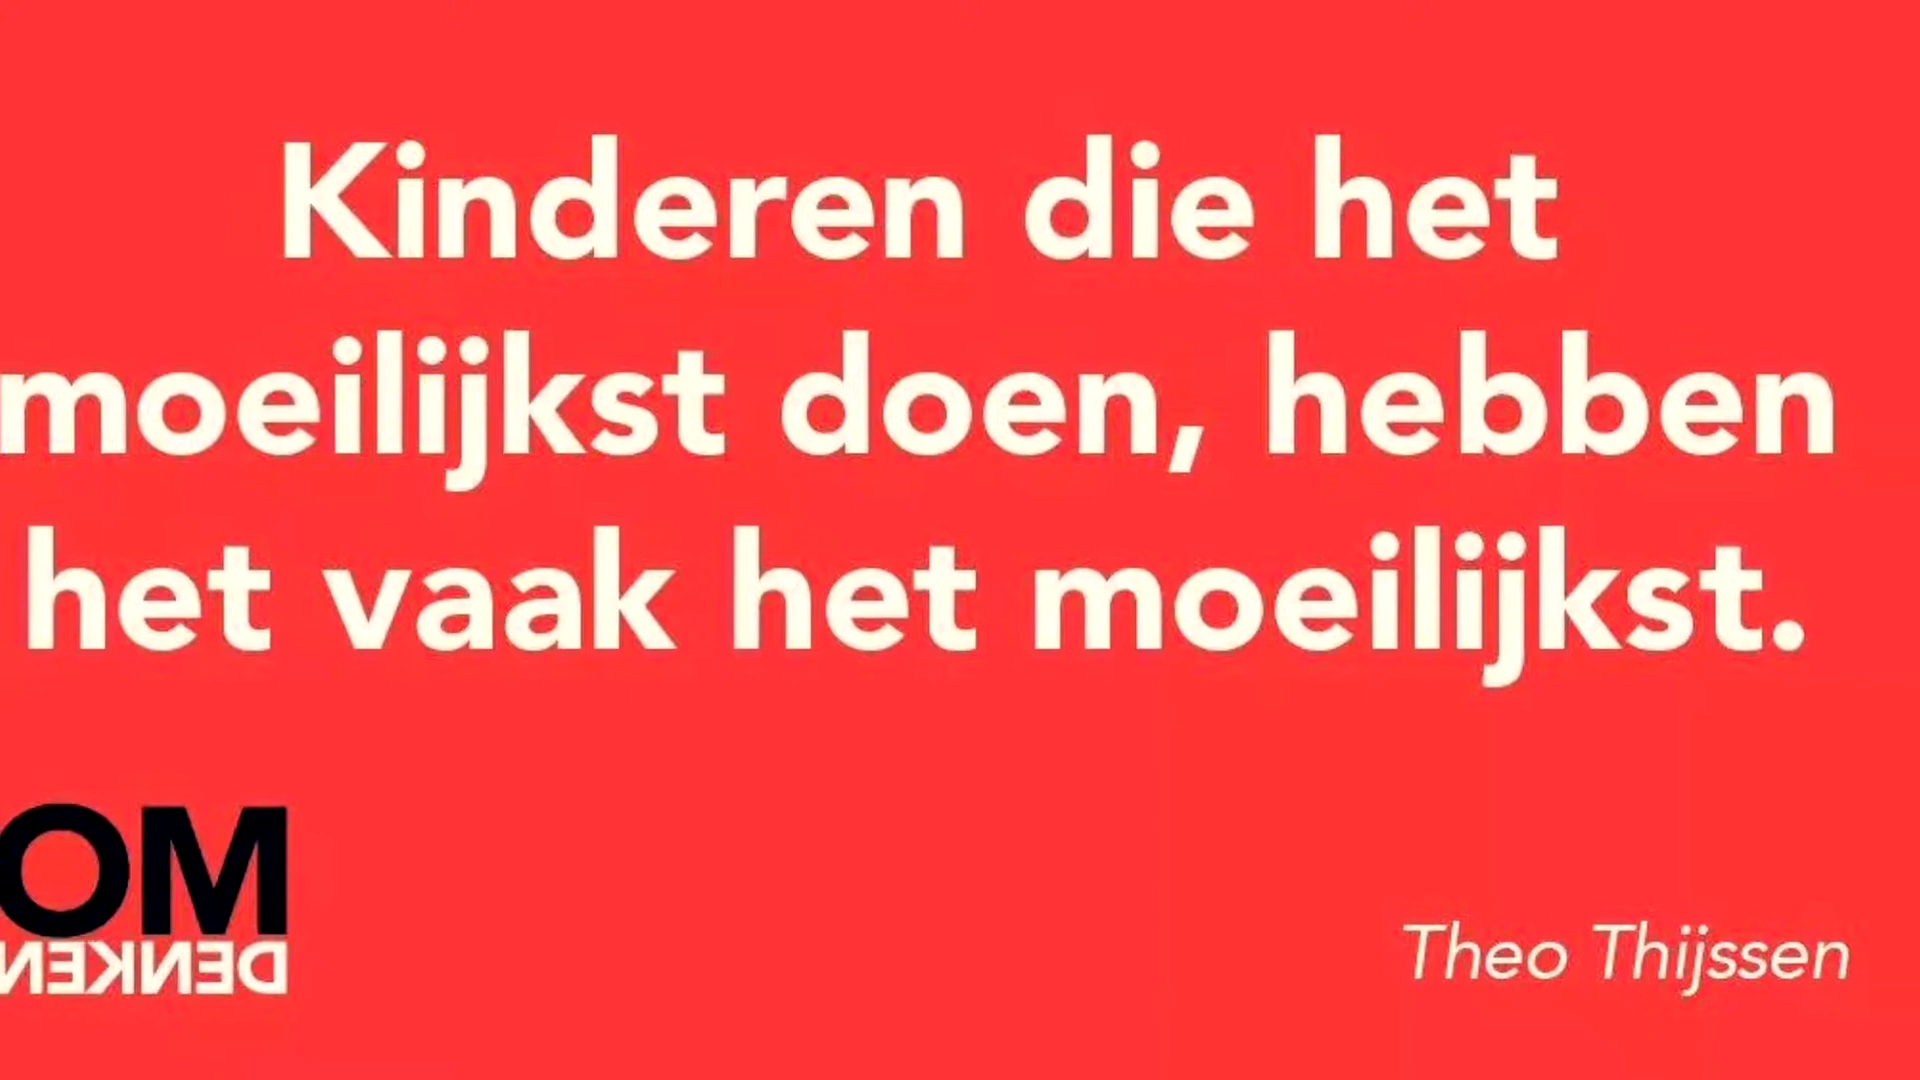 Kinderen die het
moeilijkst doen, hebben
het vaak het moeilijkst.
OM
DENKEN
Theo Thijssen